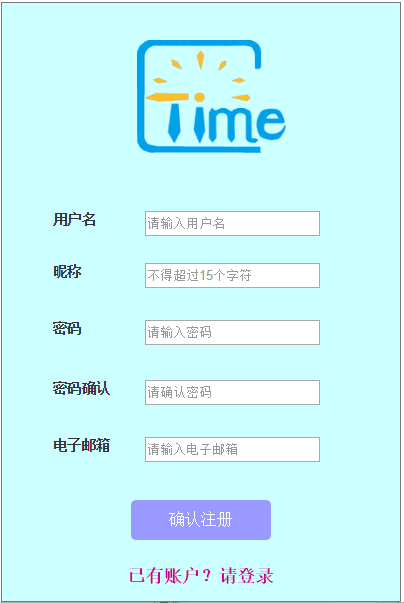 Time
用户名 请输入用户名
昵称 不得超过15个字符
密码 请输入密码
密码确认 请确认密码
电子邮箱 请输入电子邮箱
确认注册
已有账户？请登录